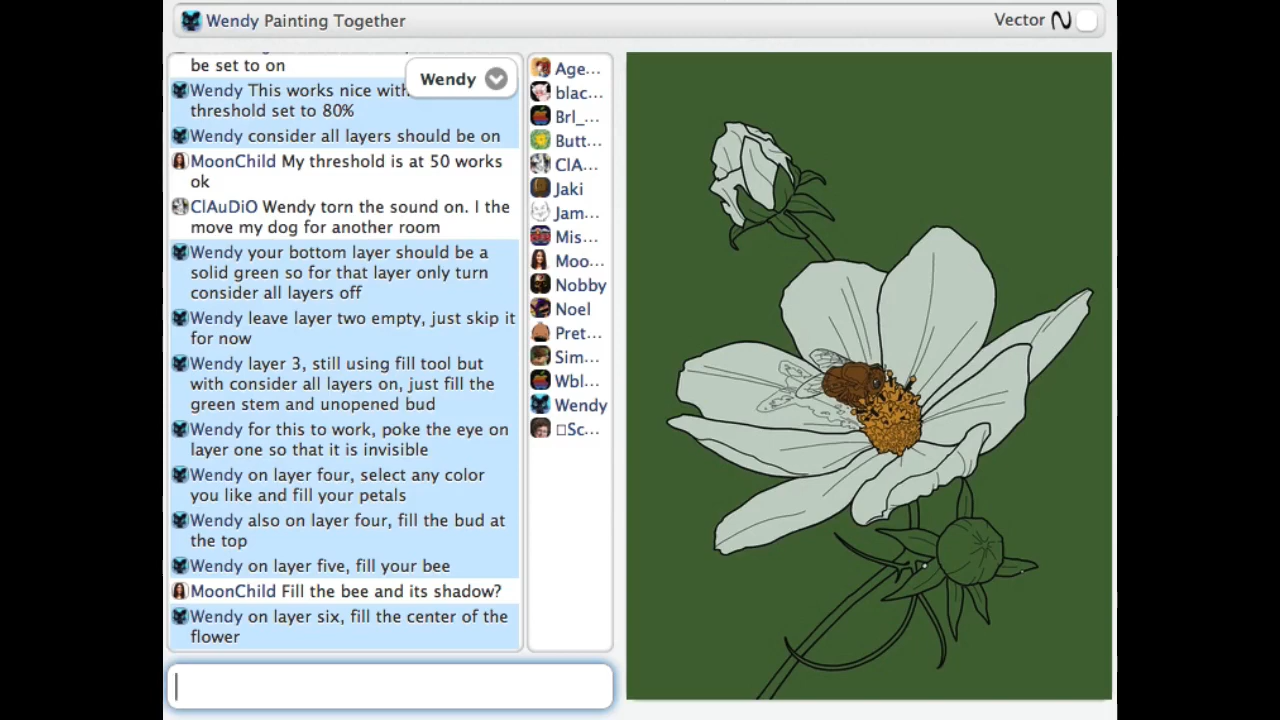 Wendy Painting Together
Vector
be set to on
Wendy
Wendy This works nice with
threshold set to 80%
Wendy consider all layers should be on
MoonChild My threshold is at 50 works
ok
ClAuDiO Wendy torn the sound on. I the
move my dog for another room
Wendy your bottom layer should be a
solid green so for that layer only turn
consider all layers off
Wendy leave layer two empty, just skip it
for now
Wendy layer 3, still using fill tool but
with consider all layers on, just fill the
green stem and unopened bud
Wendy for this to work, poke the eye on
layer one so that it is invisible
Wendy on layer four, select any color
you like and fill your petals
Wendy also on layer four, fill the bud at
the top
Wendy on layer five, fill your bee
MoonChild Fill the bee and its shadow?
Wendy on layer six, fill the center of the
flower
Age...
blac...
Brl_...
Butt...
ClA...
Jaki
Jam...
Mis...
Moo...
Nobby
Noel
Pret...
Sim...
Wbl...
Wendy
Sc...